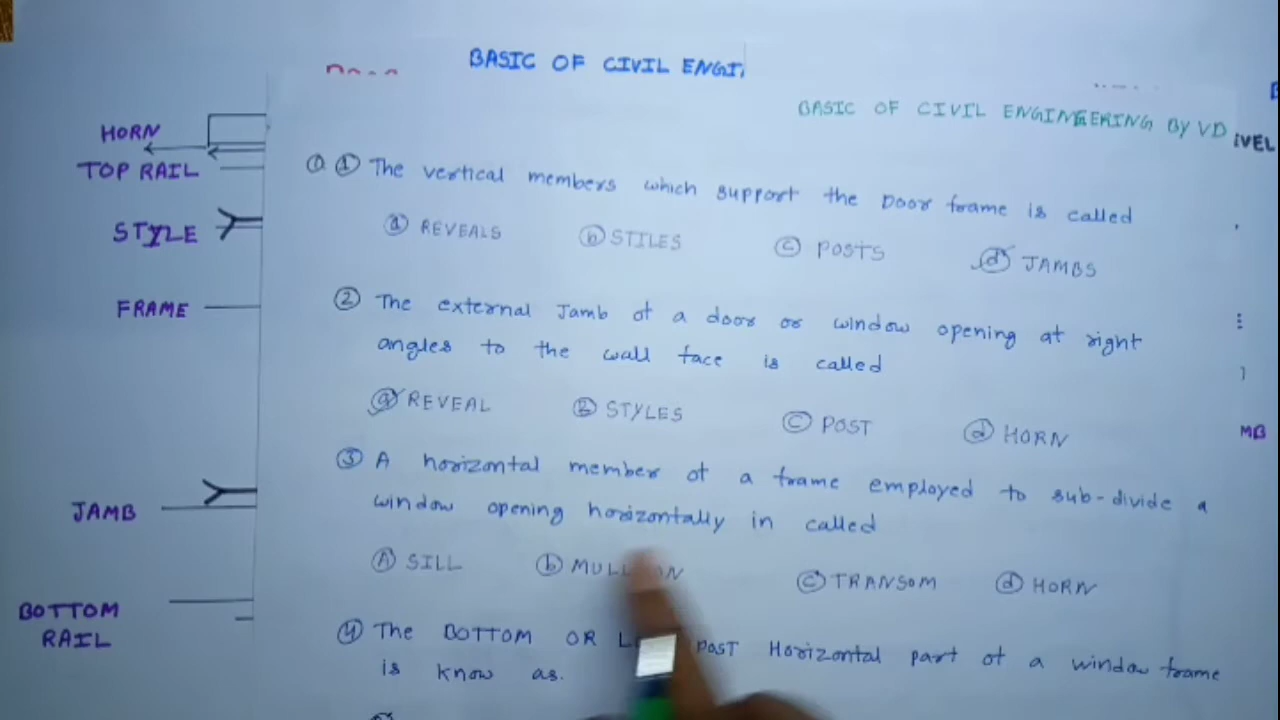 BASIC OF CIVIL ENGI
BASIC OF CIVIL ENGINEERING BY VD
HORN
TOP RAIL
STYLE
FRAME
JAMB
BOTTOM
RAIL
Q ① The vertical members which support the Door frame is called
ⓐ REVEALS ⓑ STILES ⓒ POSTS ⓓ JAMBS
② The external Jamb of a door or window opening at right
angles to the wall face is called
ⓐ REVEAL Ⓑ STYLES Ⓒ POST ⓓ HORN
③ A horizontal member of a frame employed to sub-divide a
window opening horizontally in called
Ⓐ SILL ⓑ Ⓒ TRANSOM ⓓ HORN
④ The BOTTOM OR POST Horizontal part of a window frame
is know as.
IVEL
MB